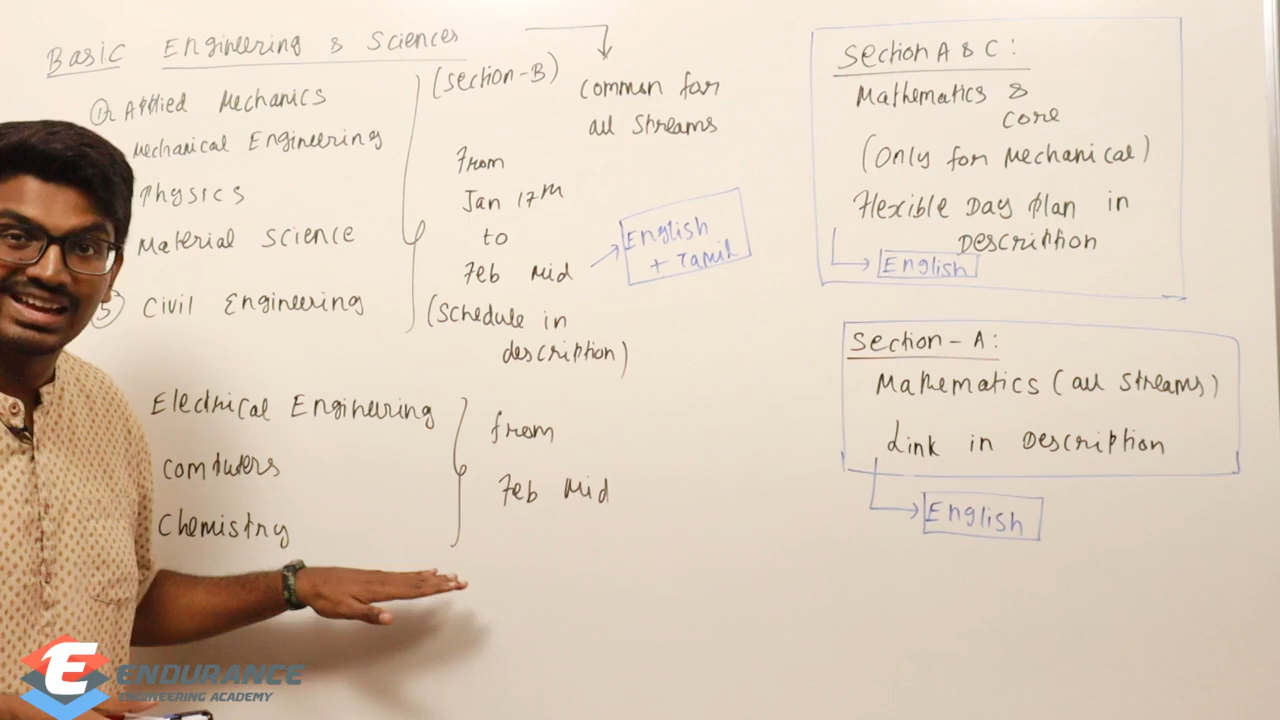 Basic Engineering & Sciences
1) Applied Mechanics
Mechanical Engineering
Physics
Material Science
5) Civil Engineering
(Section-B)
common for
all streams
From
Jan 17th
to
Feb Mid
(Schedule in
description)
English
+ Tamil
Electrical Engineering
Computers
Chemistry
from
Feb Mid
Section A & C:
Mathematics &
core
(Only for Mechanical)
Flexible Day Plan in
Description
English
Section - A:
Mathematics (all streams)
Link in Description
English
E
ENDURANCE
ENGINEERING ACADEMY